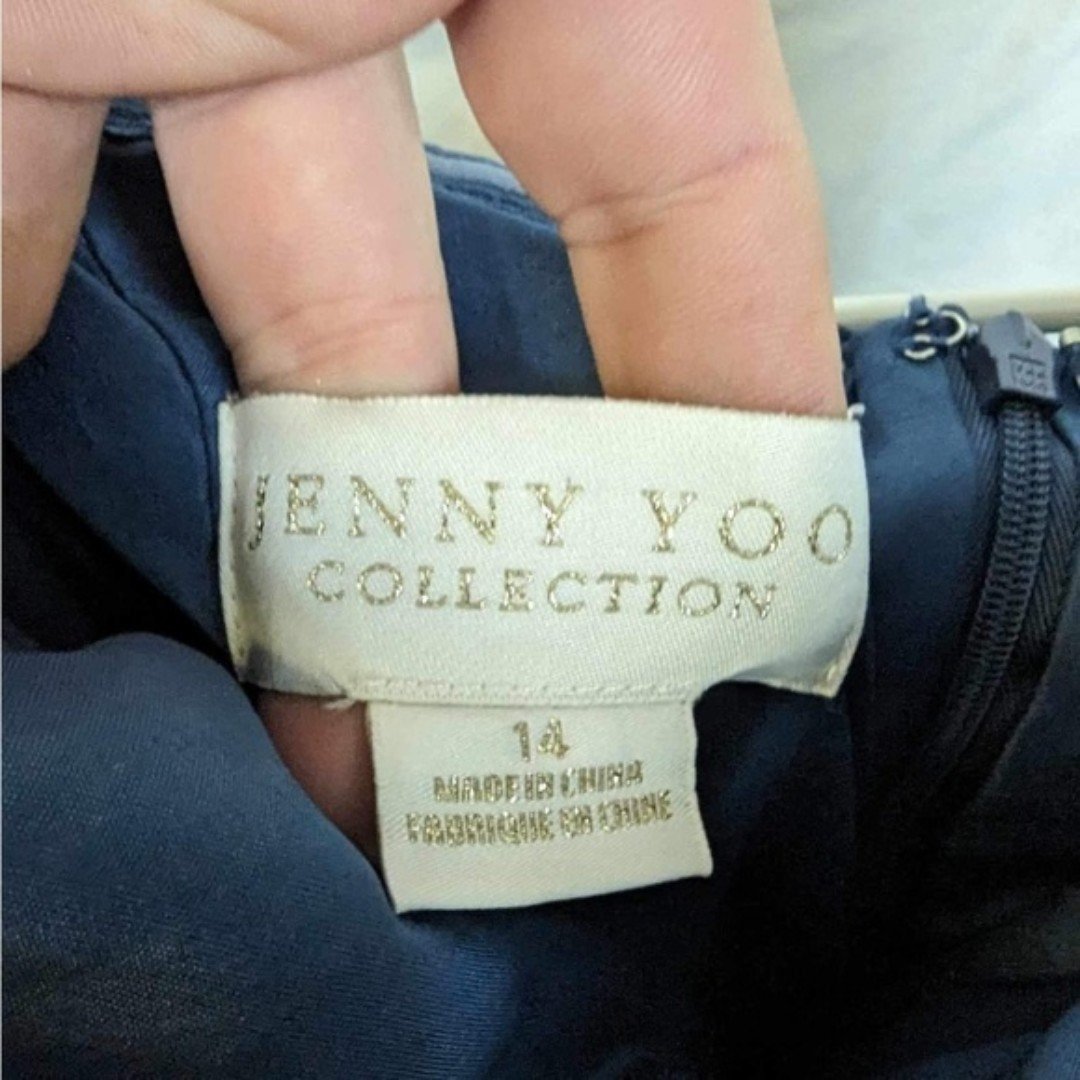 JENNY YOO
COLLECTION
14
MADE IN CHINA
FABRIQUE EN CHINE